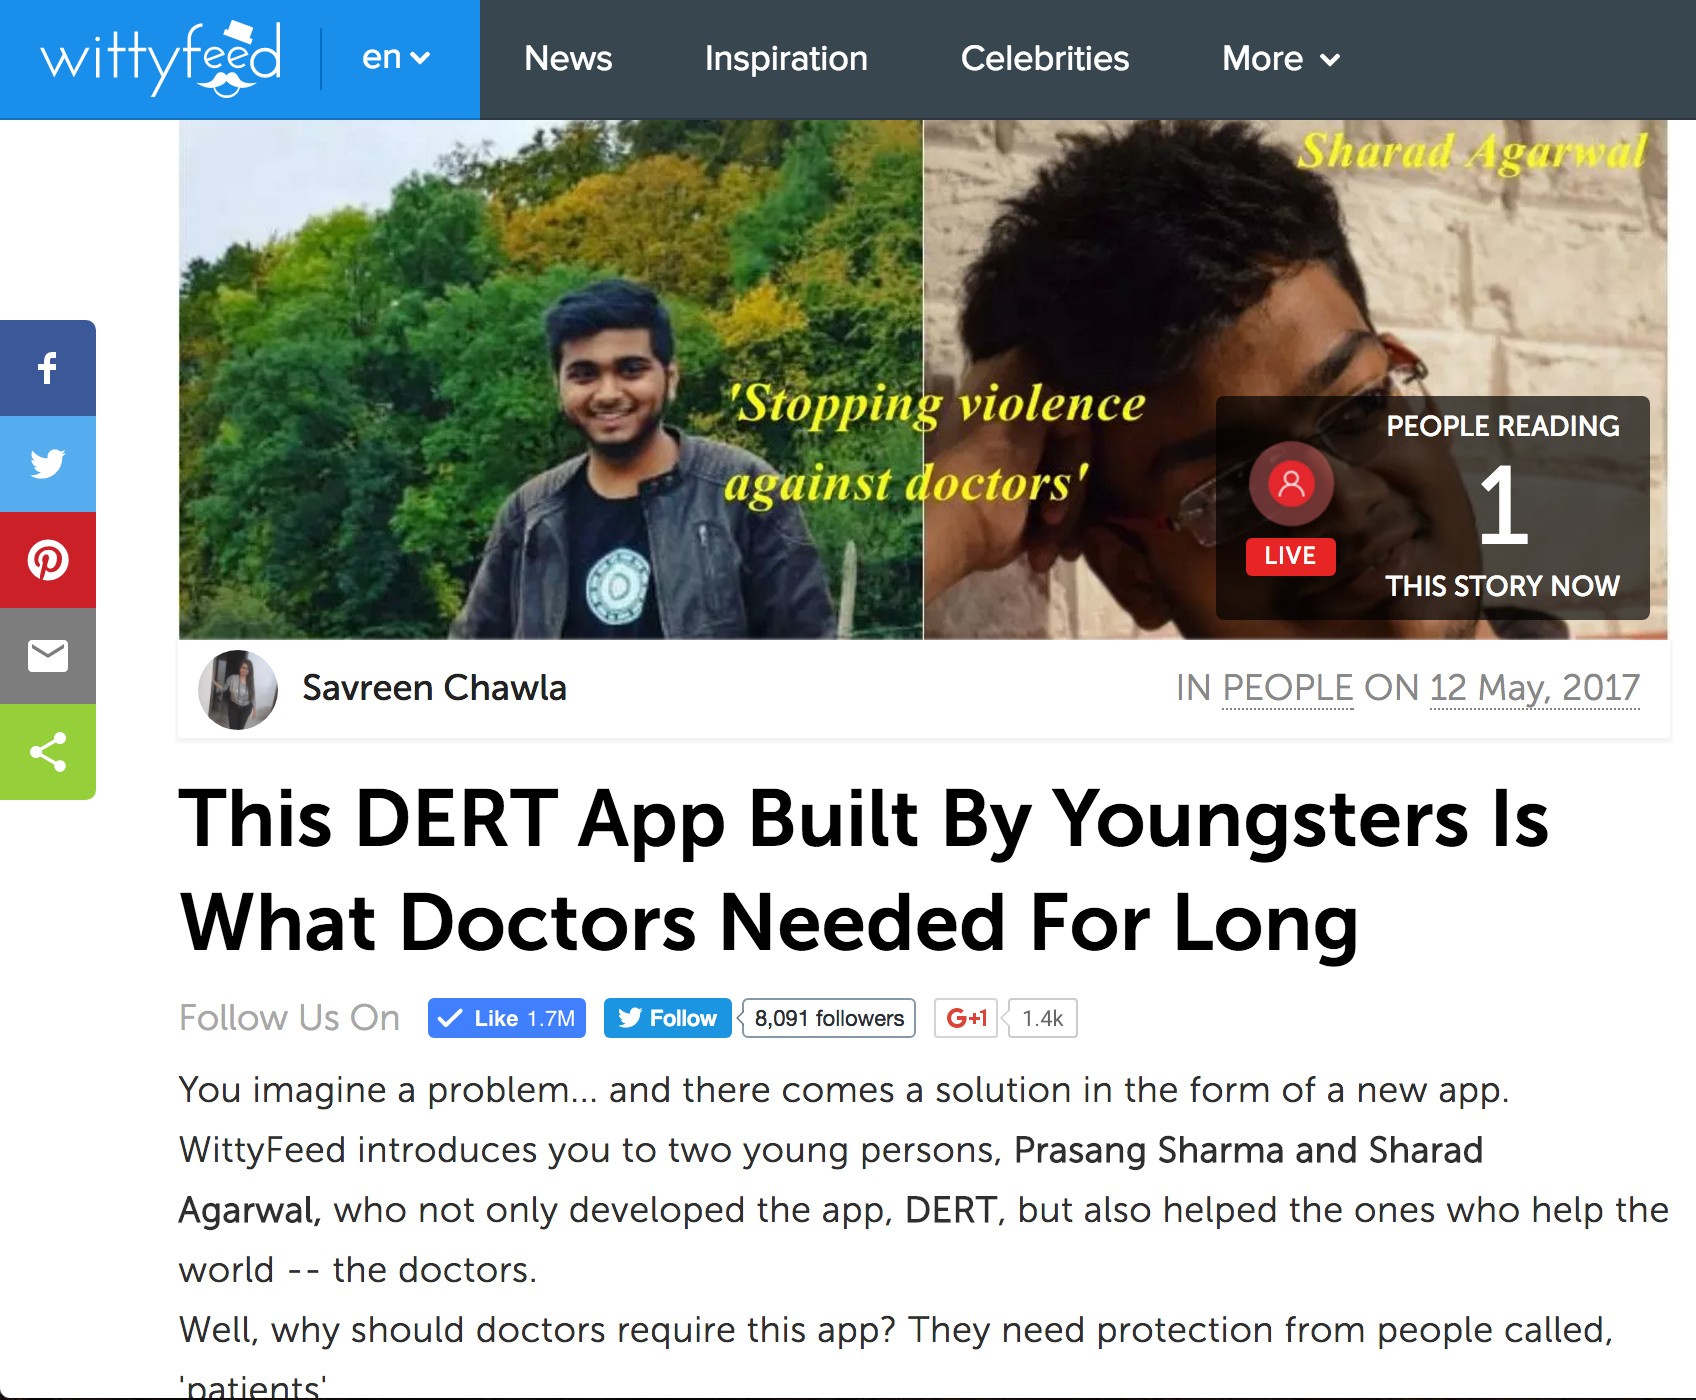 wittyfeed
en
News
Inspiration
Celebrities
More
Sharad Agarwal
'Stopping violence
against doctors'
PEOPLE READING
1
LIVE
THIS STORY NOW
Savreen Chawla
IN PEOPLE ON 12 May, 2017
This DERT App Built By Youngsters Is
What Doctors Needed For Long
Follow Us On
Like 1.7M
Follow
8,091 followers
G+1
1.4k
You imagine a problem... and there comes a solution in the form of a new app.
WittyFeed introduces you to two young persons, Prasang Sharma and Sharad
Agarwal, who not only developed the app, DERT, but also helped the ones who help the
world -- the doctors.
Well, why should doctors require this app? They need protection from people called,
'patients'